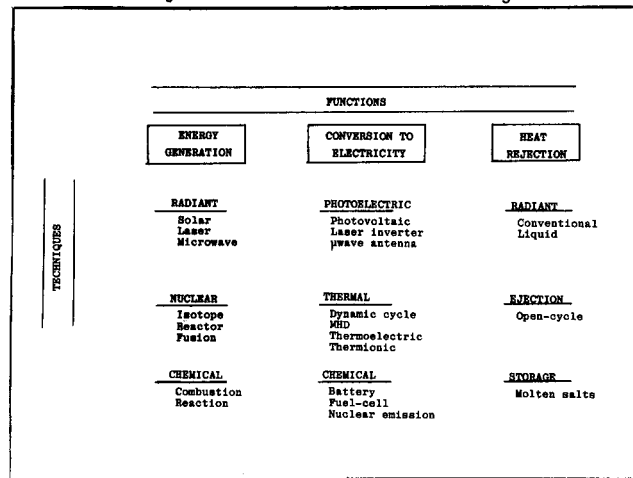 FUNCTIONS
ENERGY GENERATION
CONVERSION TO ELECTRICITY
HEAT REJECTION
TECHNIQUES
RADIANT
Solar
Laser
Microwave
PHOTOELECTRIC
Photovoltaic
Laser inverter
μwave antenna
RADIANT
Conventional
Liquid
NUCLEAR
Isotope
Reactor
Fusion
THERMAL
Dynamic cycle
MHD
Thermoelectric
Thermionic
EJECTION
Open-cycle
CHEMICAL
Combustion
Reaction
CHEMICAL
Battery
Fuel-cell
Nuclear emission
STORAGE
Molten salts